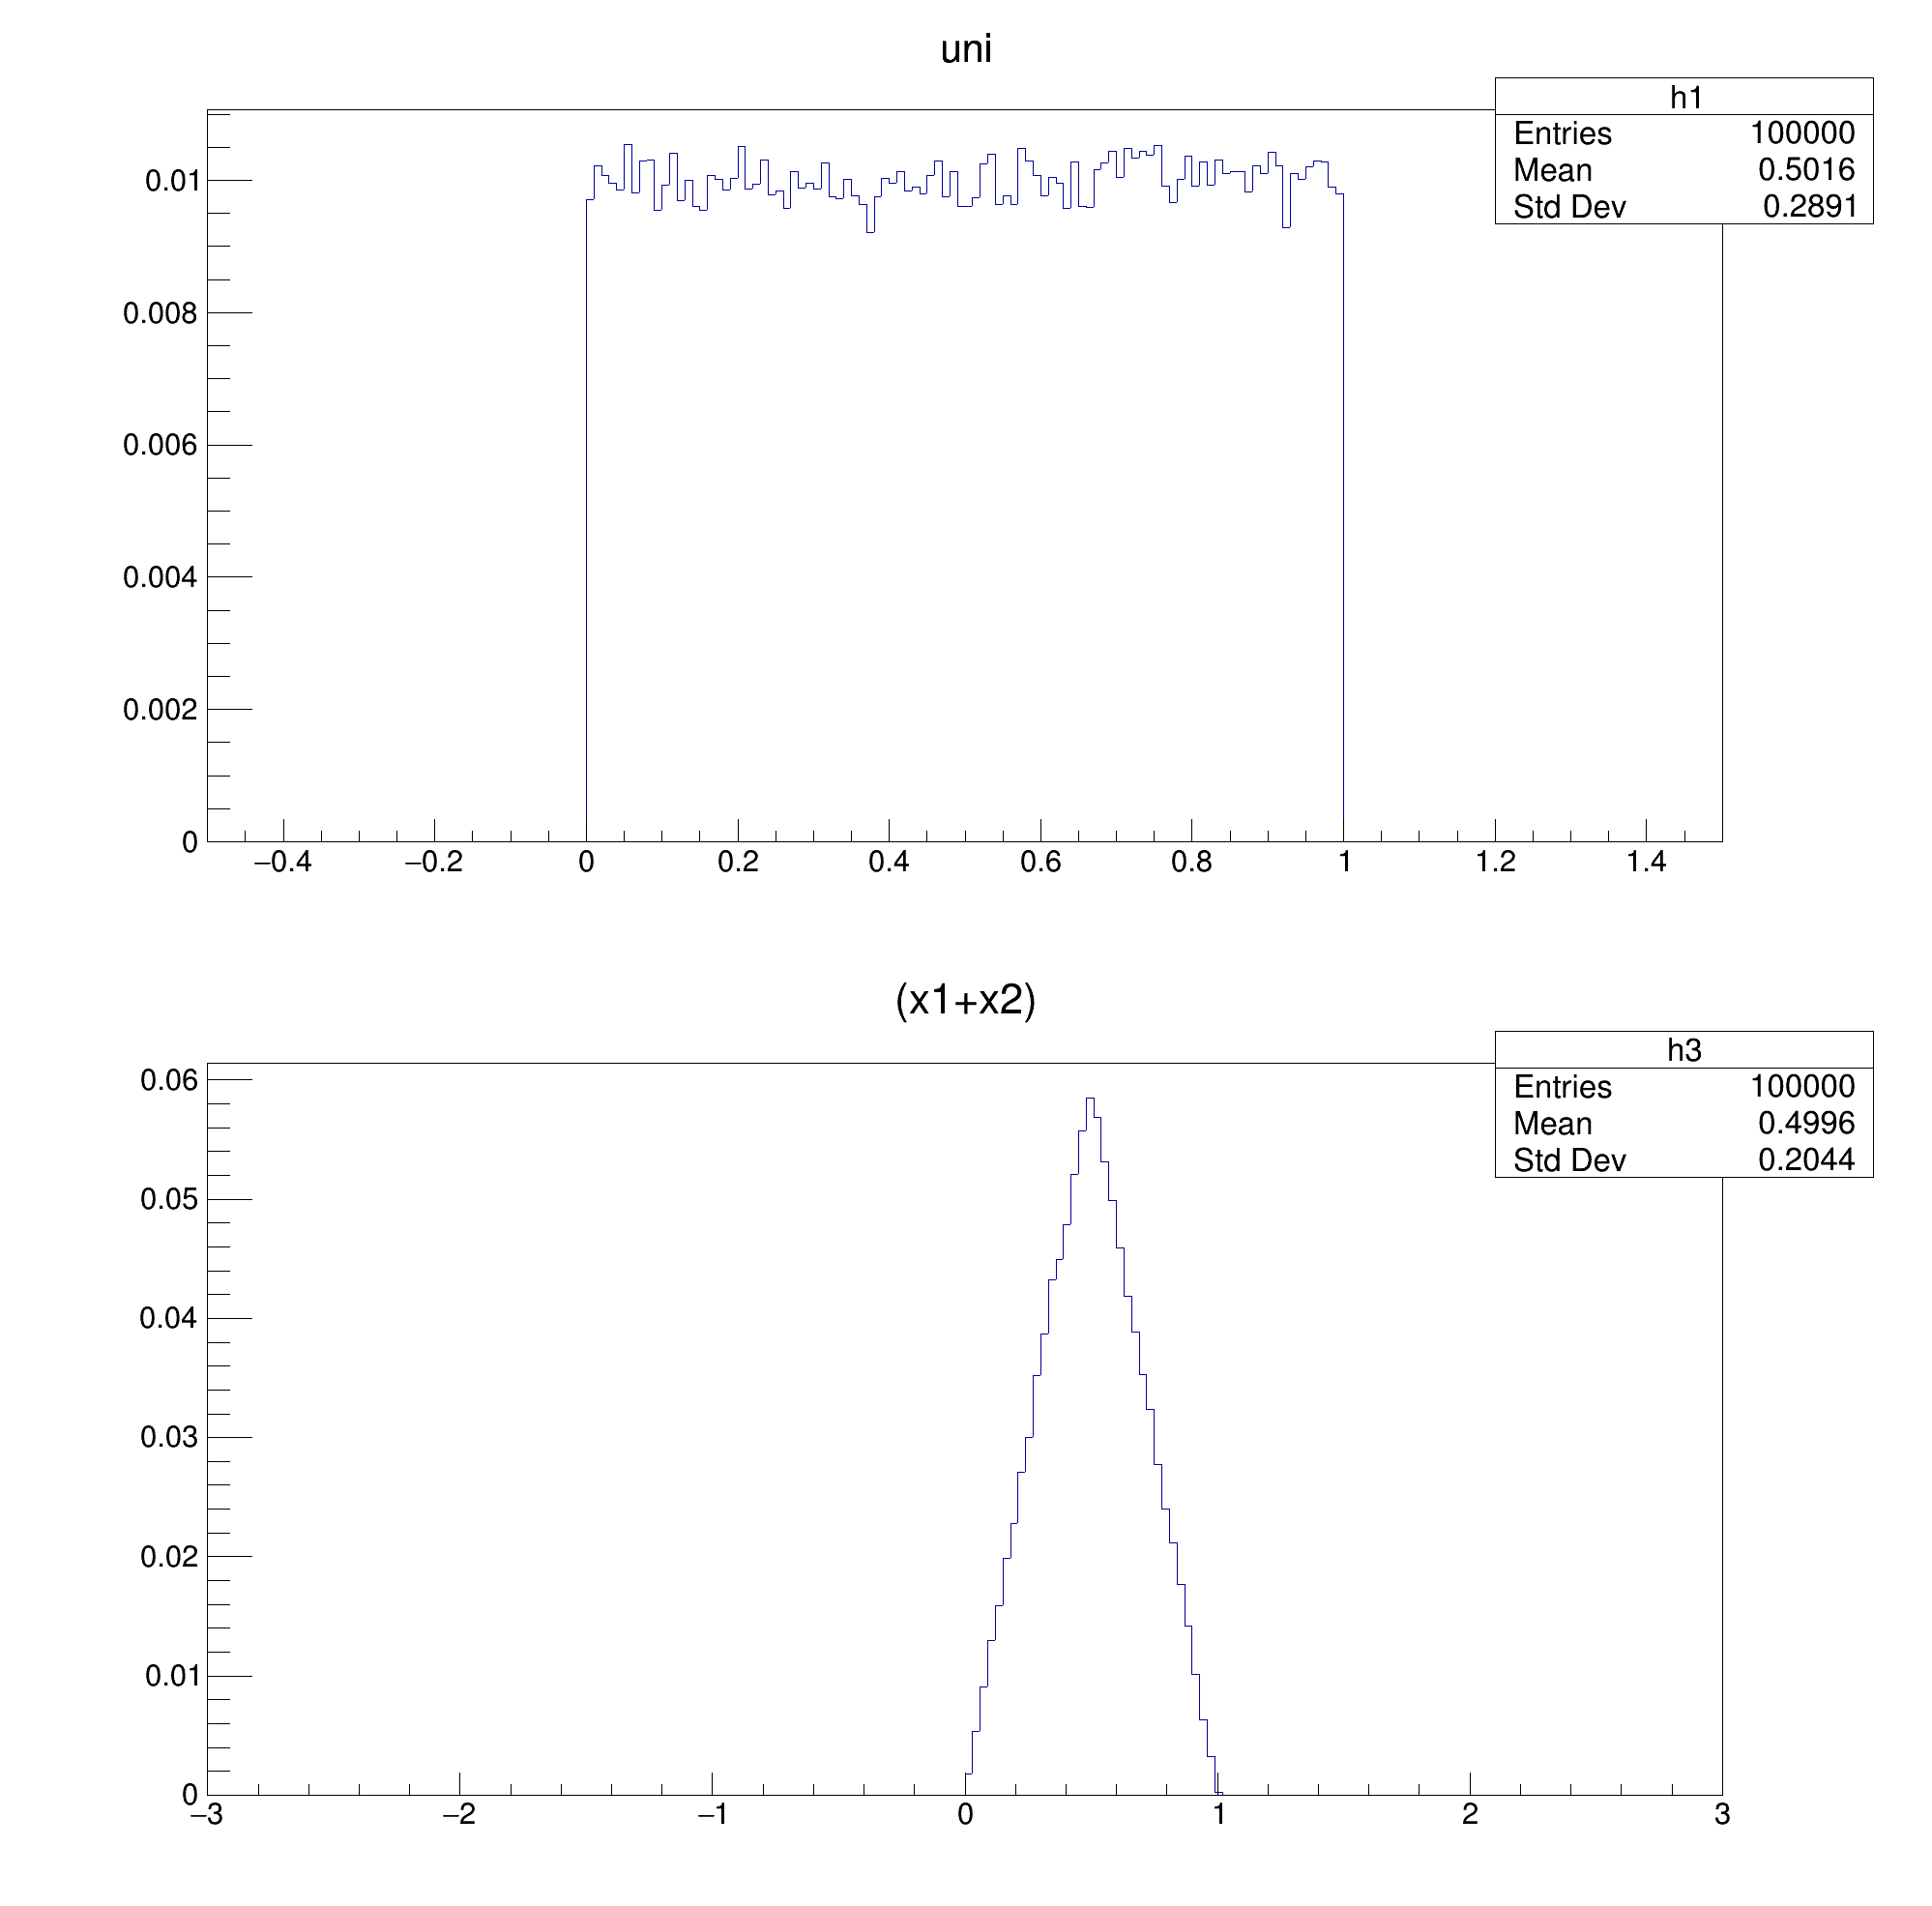 uni
h1
Entries 100000
Mean 0.5016
Std Dev 0.2891
0.01
0.008
0.006
0.004
0.002
0
−0.4 −0.2 0 0.2 0.4 0.6 0.8 1 1.2 1.4
(x1+x2)
h3
Entries 100000
Mean 0.4996
Std Dev 0.2044
0.06
0.05
0.04
0.03
0.02
0.01
0
−3 −2 −1 0 1 2 3